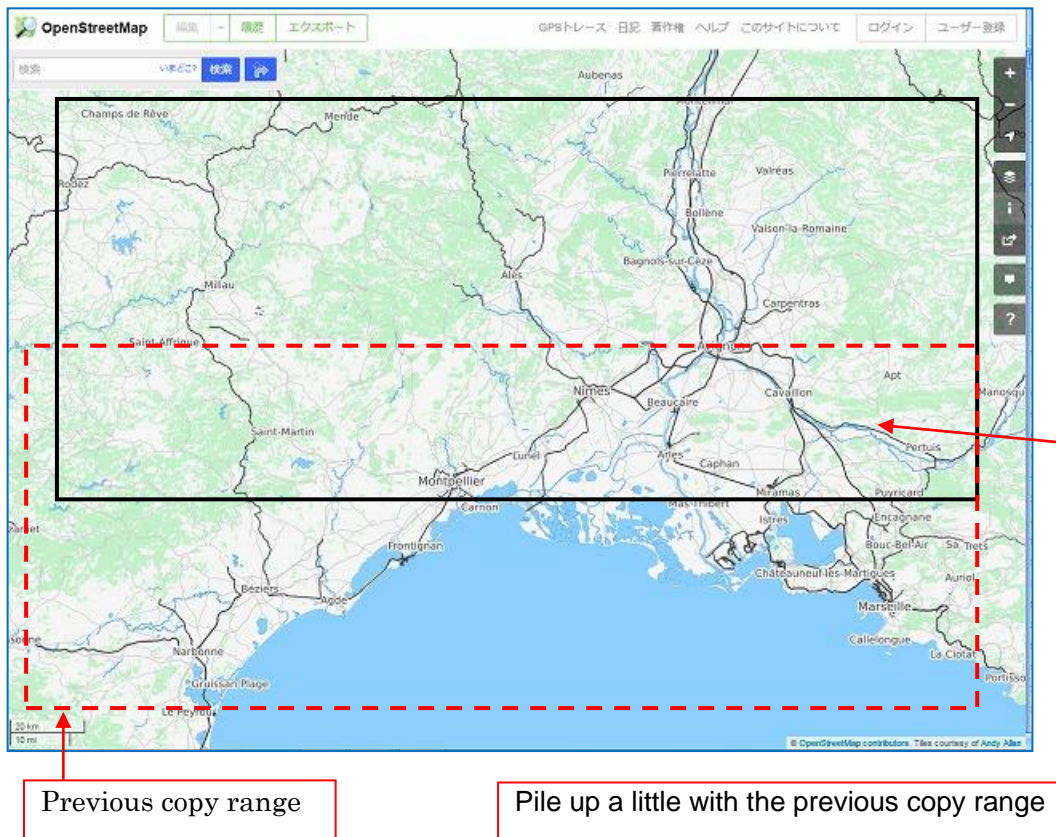 OpenStreetMap 編集 履歴 エクスポート GPSトレース 日記 著作権 ヘルプ このサイトについて ログイン ユーザー登録
検索 いまどこ? 検索
Aubenas
Champs de Rêve Mende
Rodez Pierrelatte Valréas
Bollène
Vaison-la-Romaine
Bagnols-sur-Cèze
Alès
Millau
Carpentras
Saint-Affrique Avignon
Apt
Nîmes Beaucaire Cavaillon Manosqu
Saint-Martin
Lunel Arles Caphan Pertuis
Montpellier
Carnon Mas-Thibert Miramas Puyricard
Istres Encagnane
Frontignan Bouc-Bel-Air Sa Trets
Châteauneuf-les-Martigues Auriol
Béziers Agde
Marseille
Callelongue
Narbonne La Ciotat
Gruissan Plage Portisso
Le Peyrou
20 km
10 mi
© OpenStreetMap contributors. Tiles courtesy of Andy Allan
Previous copy range
Pile up a little with the previous copy range